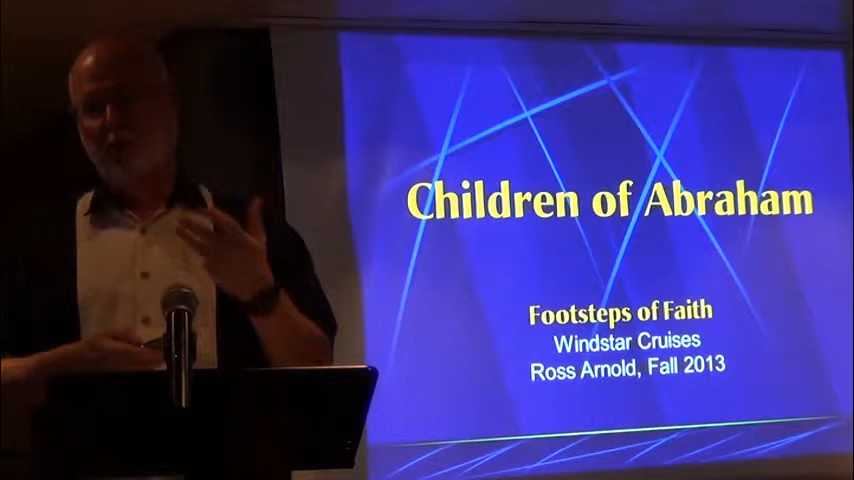 Children of Abraham
Footsteps of Faith
Windstar Cruises
Ross Arnold, Fall 2013